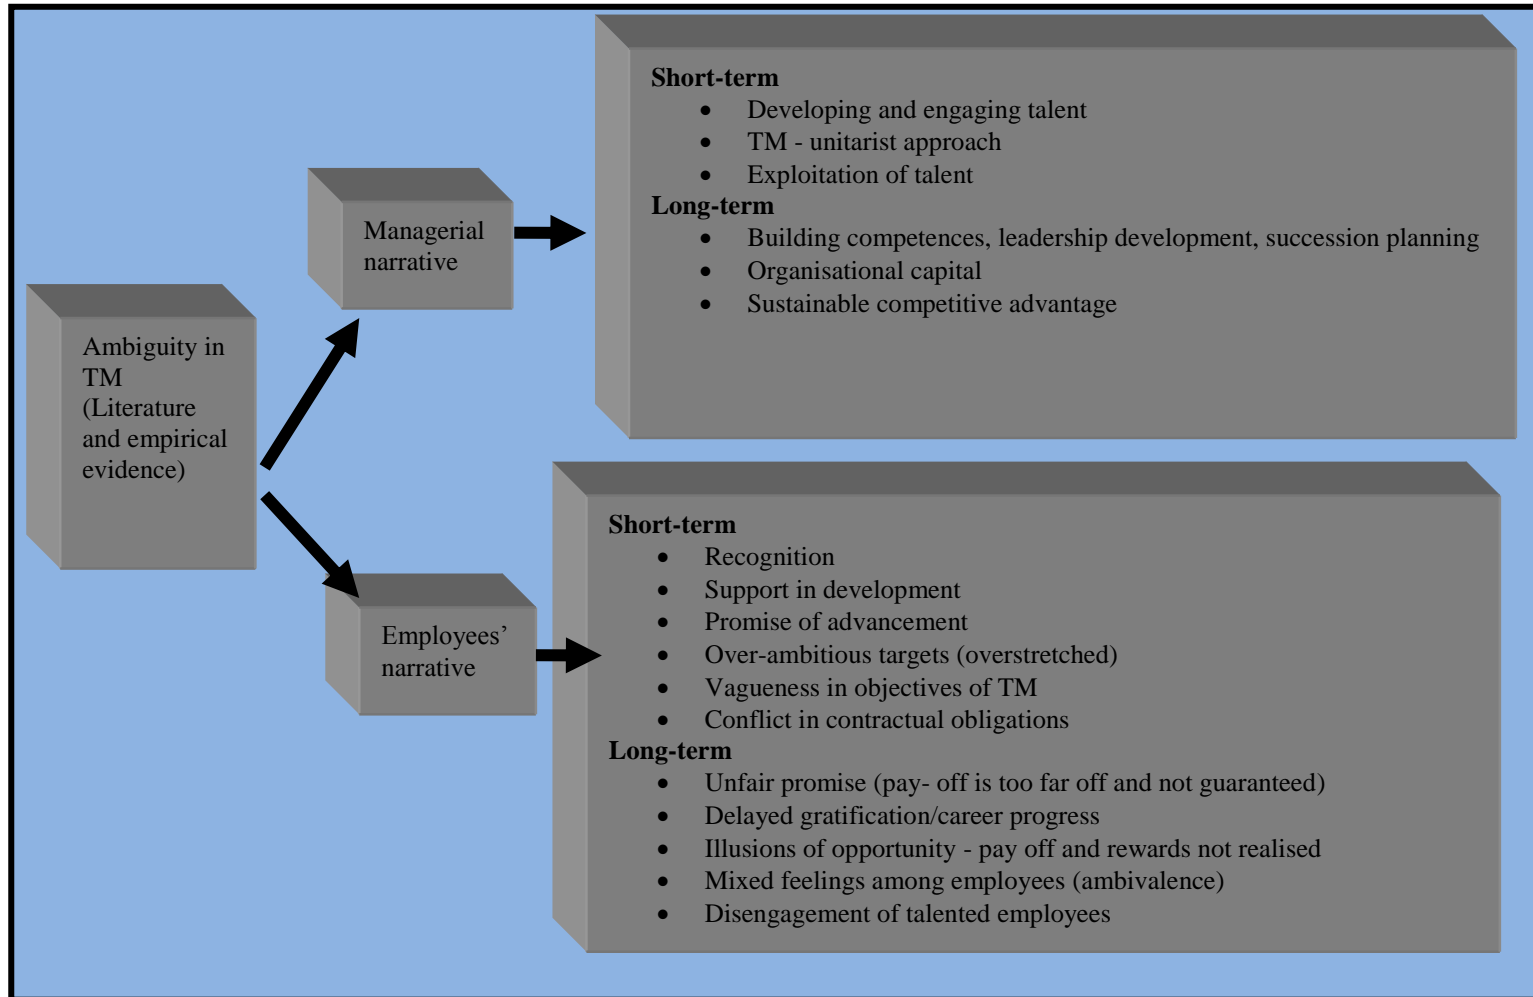 Ambiguity in
TM
(Literature
and empirical
evidence)
Managerial
narrative
Short-term
• Developing and engaging talent
• TM - unitarist approach
• Exploitation of talent
Long-term
• Building competences, leadership development, succession planning
• Organisational capital
• Sustainable competitive advantage
Employees’
narrative
Short-term
• Recognition
• Support in development
• Promise of advancement
• Over-ambitious targets (overstretched)
• Vagueness in objectives of TM
• Conflict in contractual obligations
Long-term
• Unfair promise (pay- off is too far off and not guaranteed)
• Delayed gratification/career progress
• Illusions of opportunity - pay off and rewards not realised
• Mixed feelings among employees (ambivalence)
• Disengagement of talented employees